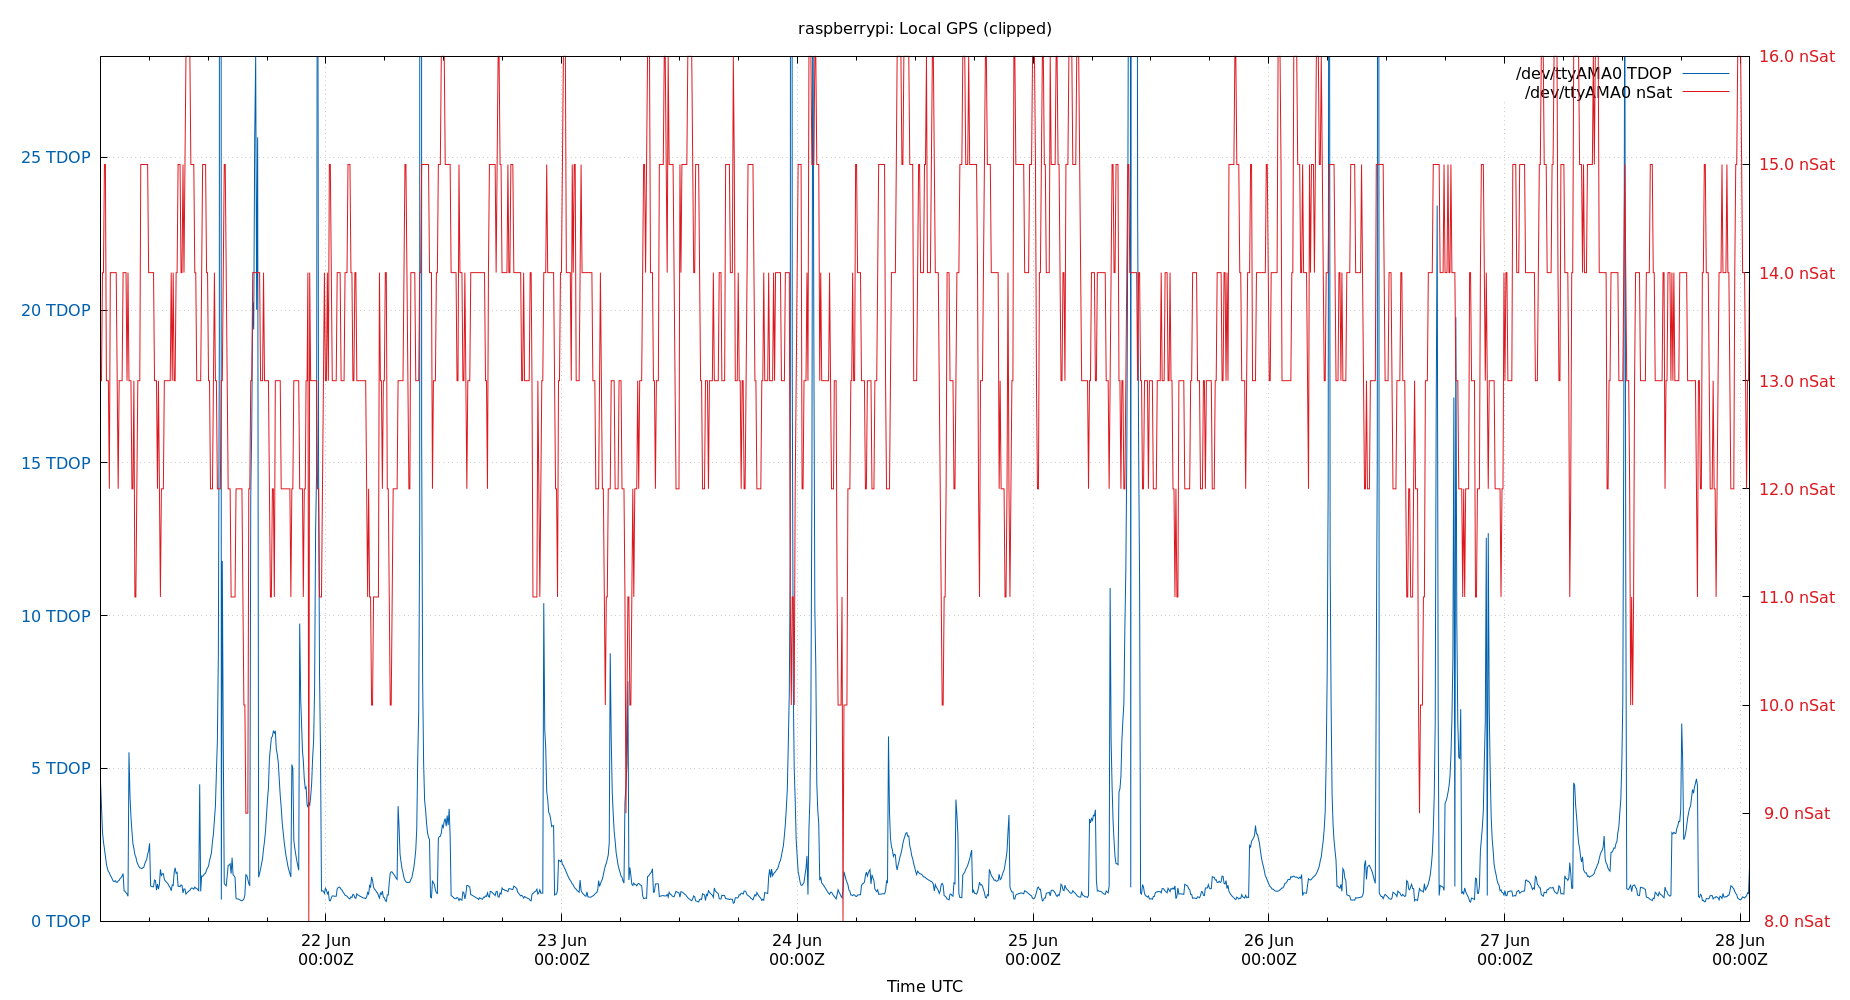 raspberrypi: Local GPS (clipped)
/dev/ttyAMA0 TDOP
/dev/ttyAMA0 nSat
25 TDOP
20 TDOP
15 TDOP
10 TDOP
5 TDOP
0 TDOP
16.0 nSat
15.0 nSat
14.0 nSat
13.0 nSat
12.0 nSat
11.0 nSat
10.0 nSat
9.0 nSat
8.0 nSat
22 Jun
00:00Z
23 Jun
00:00Z
24 Jun
00:00Z
25 Jun
00:00Z
26 Jun
00:00Z
27 Jun
00:00Z
28 Jun
00:00Z
Time UTC